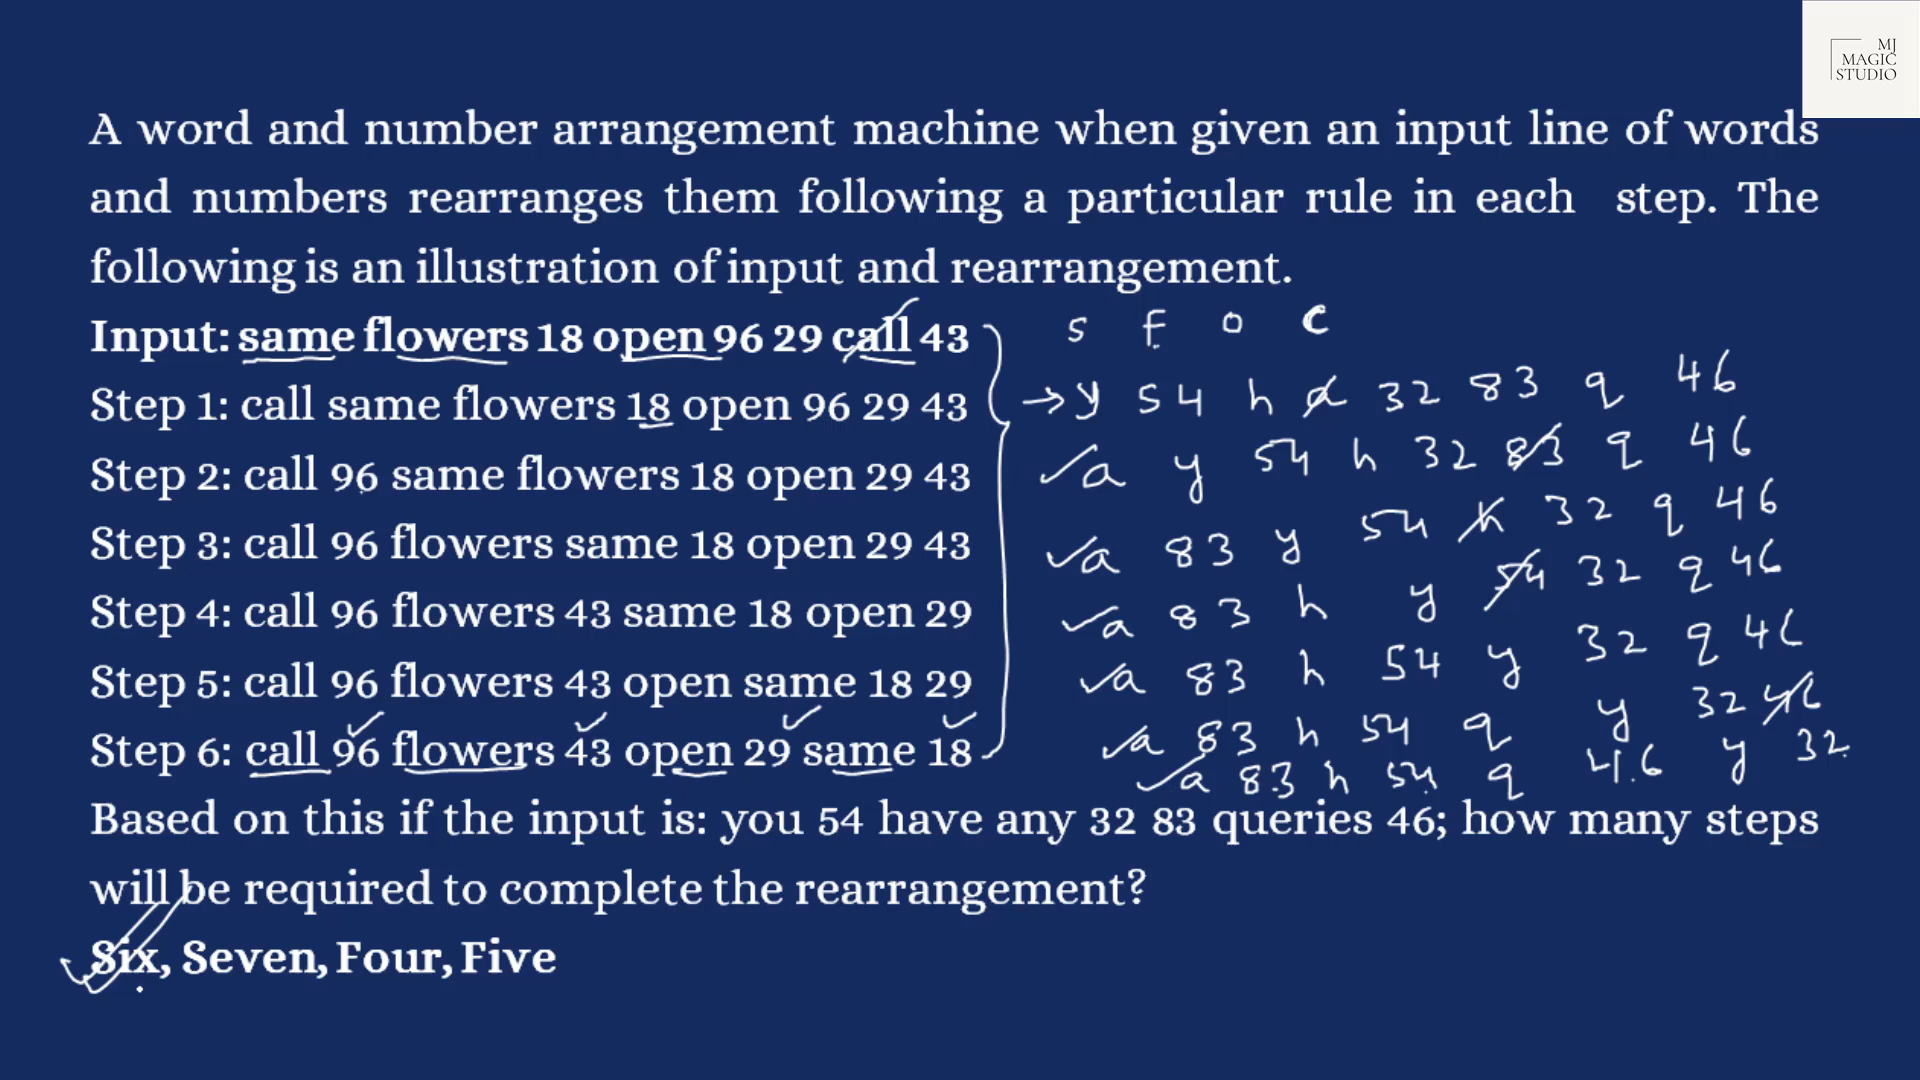 MJ
MAGIC
STUDIO
A word and number arrangement machine when given an input line of words
and numbers rearranges them following a particular rule in each step. The
following is an illustration of input and rearrangement.
Input: same flowers 18 open 96 29 call 43
s f o c
Step 1: call same flowers 18 open 96 29 43
→ y 54 h a 32 83 q 46
Step 2: call 96 same flowers 18 open 29 43
✓a y 54 h 32 83 q 46
Step 3: call 96 flowers same 18 open 29 43
✓a 83 y 54 h 32 q 46
Step 4: call 96 flowers 43 same 18 open 29
✓a 83 h y 54 32 q 46
Step 5: call 96 flowers 43 open same 18 29
✓a 83 h 54 y 32 q 46
Step 6: call 96 flowers 43 open 29 same 18
✓a 83 h 54 q y 32 46
✓a 83 h 54 q 46 y 32
Based on this if the input is: you 54 have any 32 83 queries 46; how many steps
will be required to complete the rearrangement?
Six, Seven, Four, Five